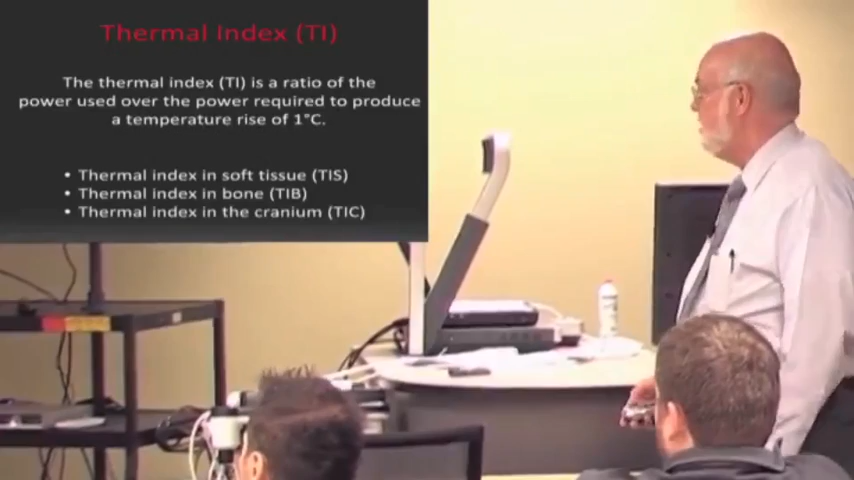 Thermal Index (TI)
The thermal index (TI) is a ratio of the
power used over the power required to produce
a temperature rise of 1°C.
• Thermal index in soft tissue (TIS)
• Thermal index in bone (TIB)
• Thermal index in the cranium (TIC)